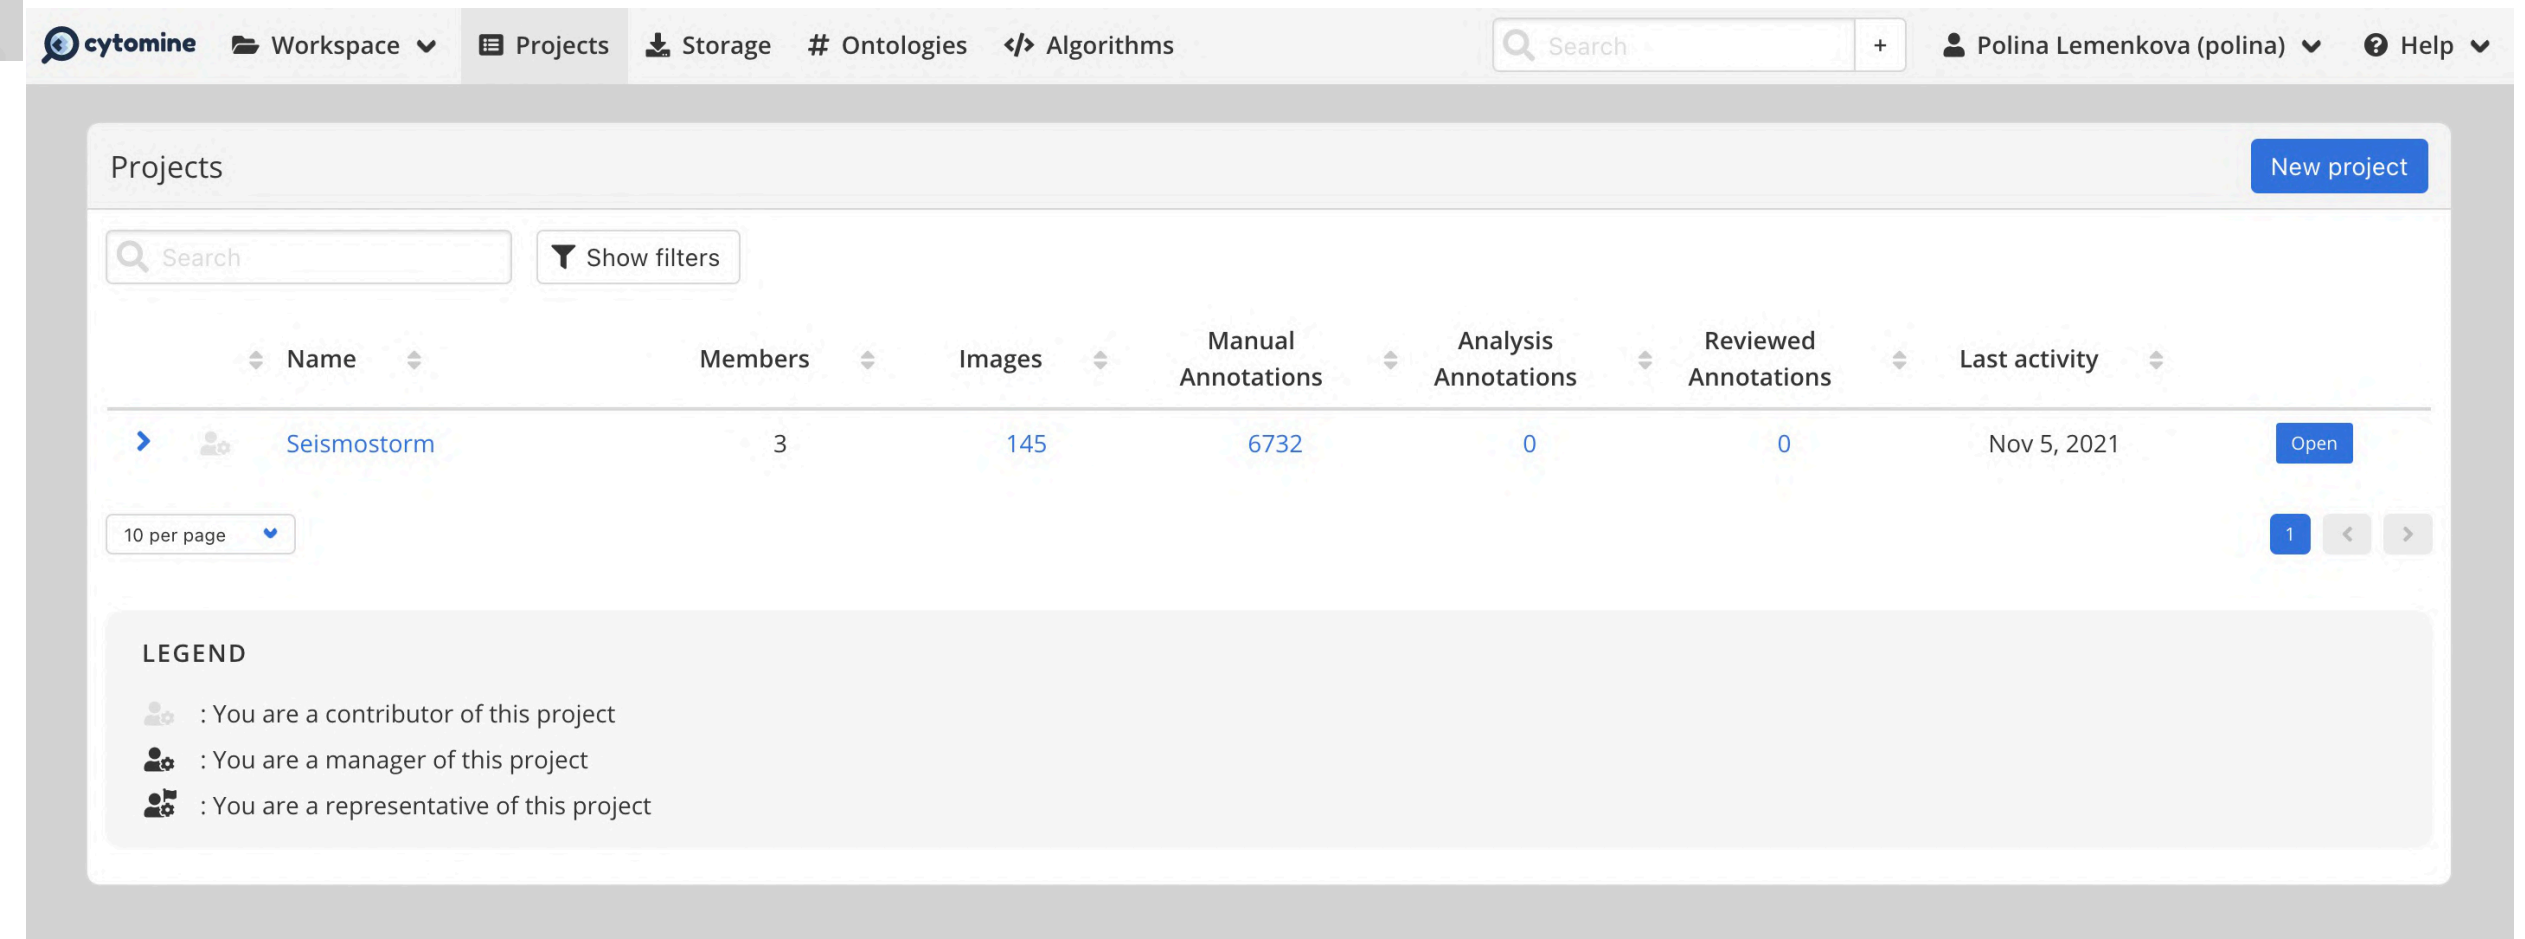 cytomine Workspace Projects Storage # Ontologies </> Algorithms Search + Polina Lemenkova (polina) Help
Projects New project
Search Show filters
Name Members Images Manual Annotations Analysis Annotations Reviewed Annotations Last activity
Seismostorm 3 145 6732 0 0 Nov 5, 2021 Open
10 per page 1 < >
LEGEND
: You are a contributor of this project
: You are a manager of this project
: You are a representative of this project